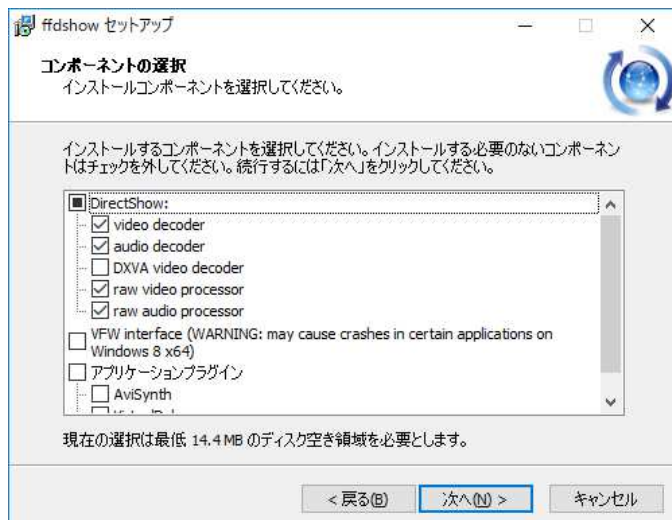 ffdshow セットアップ
コンポーネントの選択
インストールコンポーネントを選択してください。
インストールするコンポーネントを選択してください。インストールする必要のないコンポーネン
トはチェックを外してください。続行するには「次へ」をクリックしてください。
DirectShow:
video decoder
audio decoder
DXVA video decoder
raw video processor
raw audio processor
VFW interface (WARNING: may cause crashes in certain applications on
Windows 8 x64)
アプリケーションプラグイン
AviSynth
現在の選択は最低 14.4 MB のディスク空き領域を必要とします。
< 戻る(B)
次へ(N) >
キャンセル